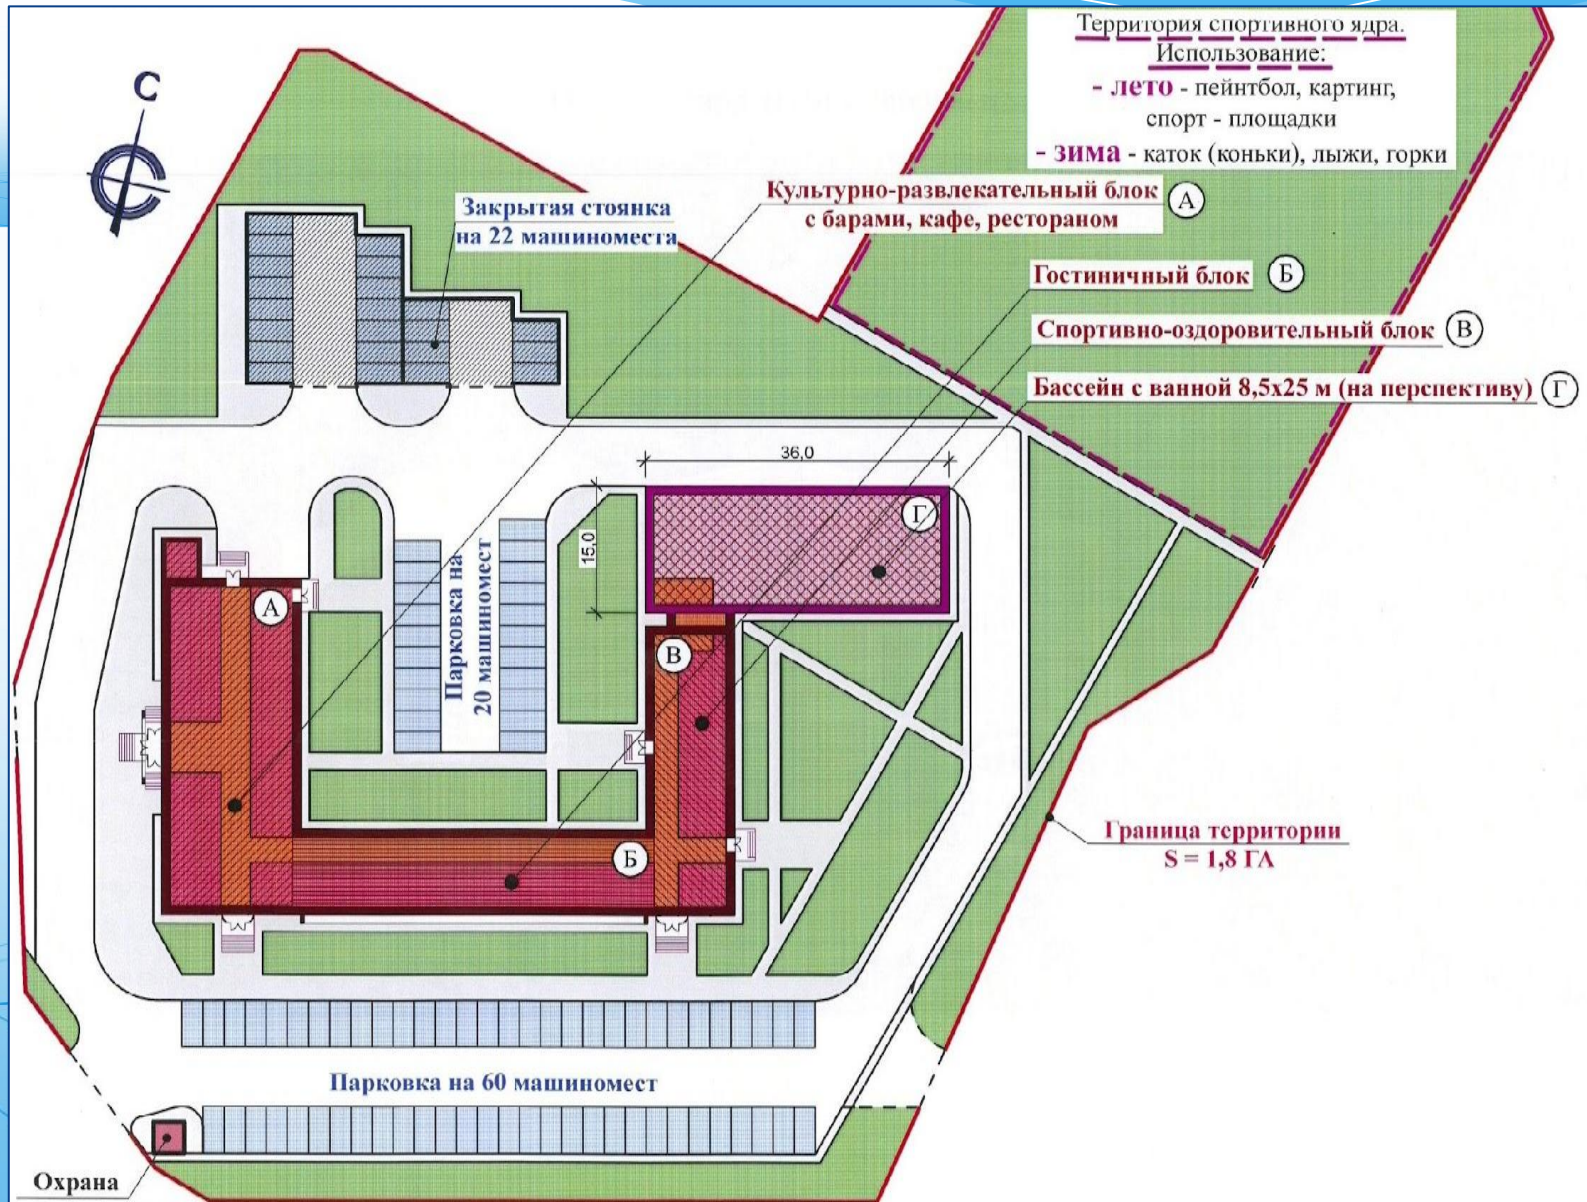 Территория спортивного ядра.
Использование:
- лето - пейнтбол, картинг,
спорт - площадки
- зима - каток (коньки), лыжи, горки
С
Закрытая стоянка
на 22 машиноместа
Культурно-развлекательный блок
с барами, кафе, рестораном
А
Гостиничный блок
Б
Спортивно-оздоровительный блок
В
Бассейн с ванной 8,5х25 м (на перспективу)
Г
36,0
15,0
Г
Парковка на
20 машиномест
А
В
Б
Граница территории
S = 1,8 ГА
Парковка на 60 машиномест
Охрана